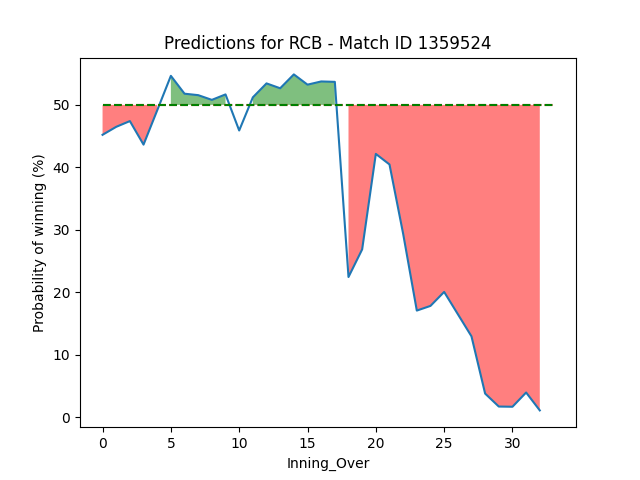 Predictions for RCB - Match ID 1359524
Probability of winning (%)
50
40
30
20
10
0
0 5 10 15 20 25 30
Inning_Over